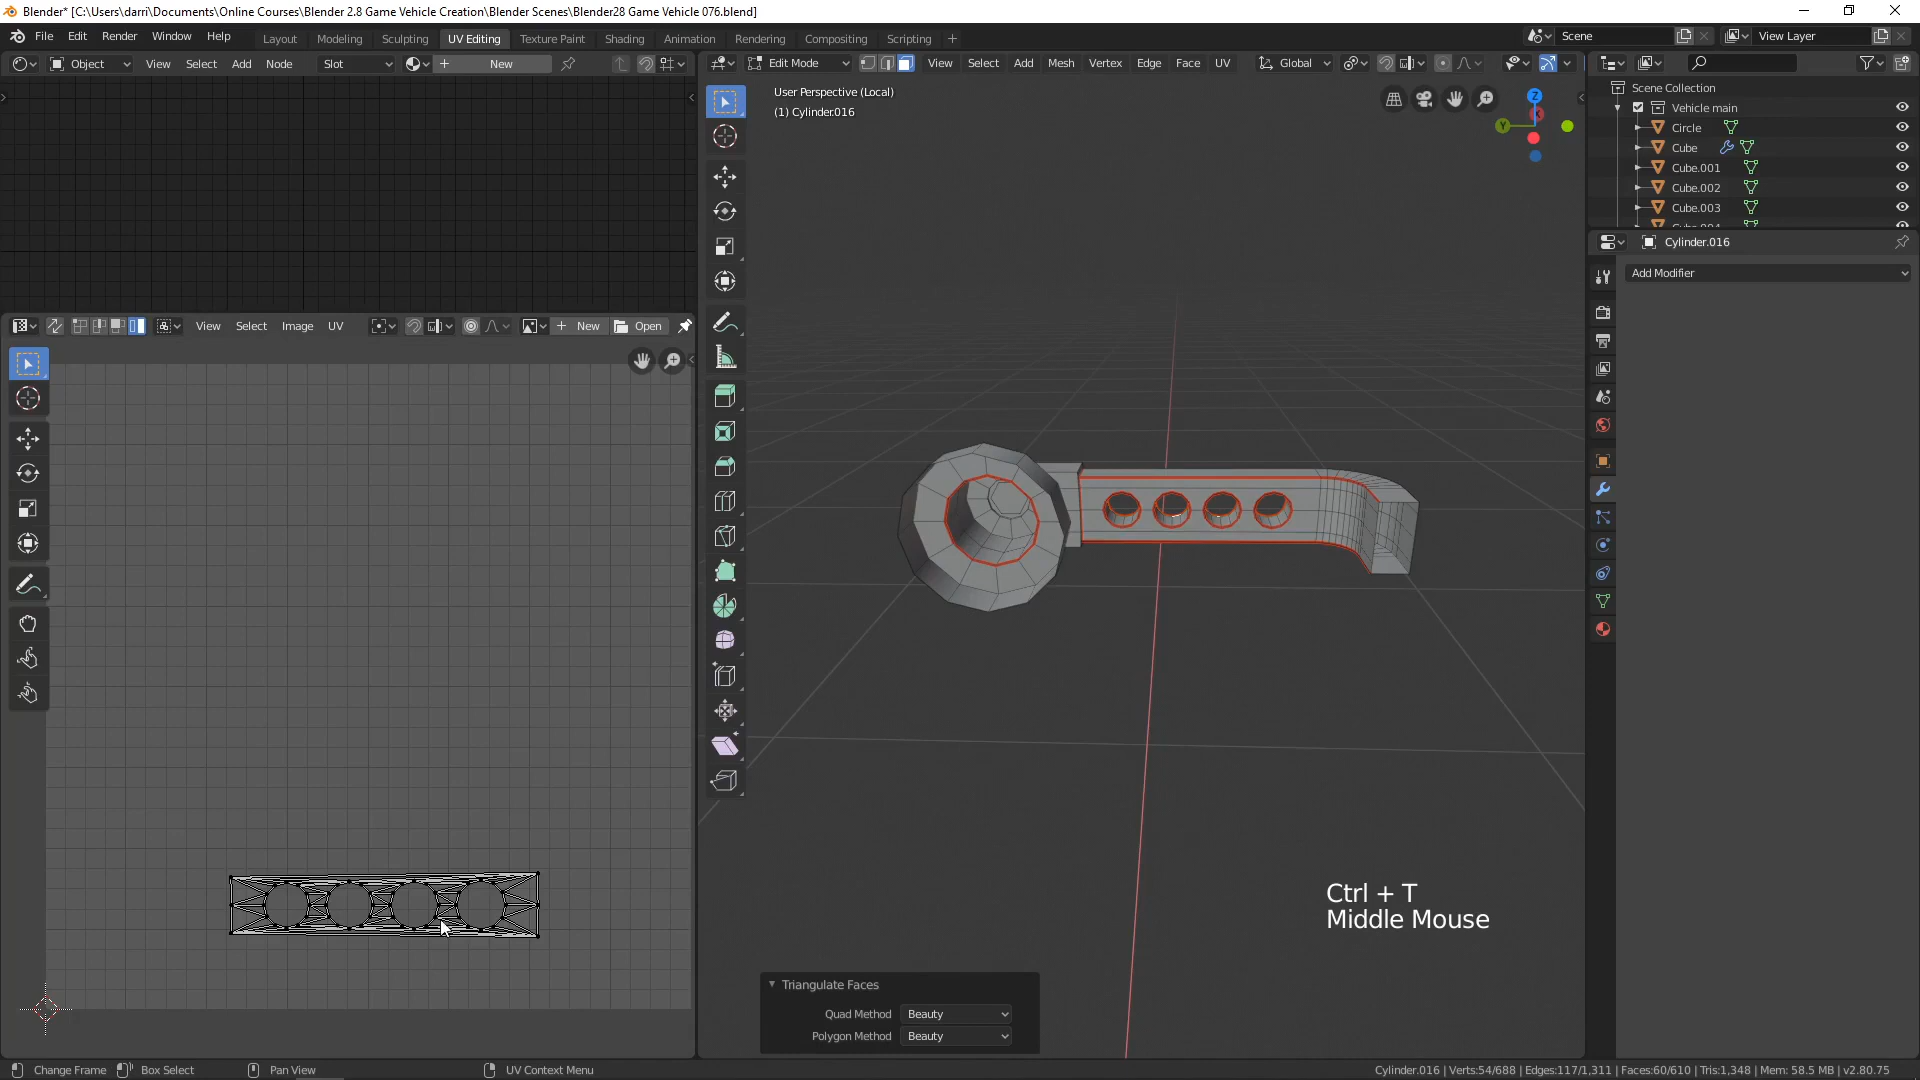 Blender* [C:\Users\darri\Documents\Online Courses\Blender 2.8 Game Vehicle Creation\Blender Scenes\Blender28 Game Vehicle 076.blend]
File Edit Render Window Help Layout Modeling Sculpting UV Editing Texture Paint Shading Animation Rendering Compositing Scripting Scene View Layer
Object View Select Add Node Slot New
Edit Mode View Select Add Mesh Vertex Edge Face UV Global
User Perspective (Local)
(1) Cylinder.016
Z
Y
X
Scene Collection
Vehicle main
Circle
Cube
Cube.001
Cube.002
Cube.003
Cube.004
Cylinder.016
Add Modifier
View Select Image UV New Open
Ctrl + T
Middle Mouse
Triangulate Faces
Quad Method Beauty
Polygon Method Beauty
Change Frame Box Select Pan View UV Context Menu
Cylinder.016 | Verts:54/688 | Edges:117/1,311 | Faces:60/610 | Tris:1,348 | Mem: 58.5 MB | v2.80.75